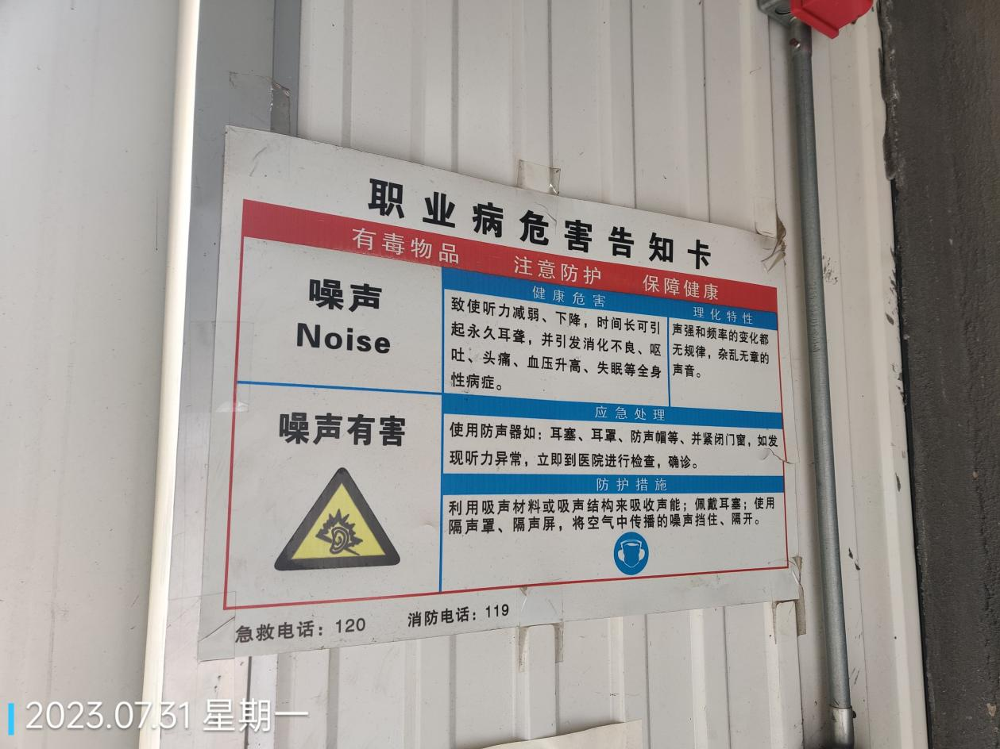 职业病危害告知卡
有毒物品 注意防护 保障健康
噪声
Noise
健康危害
致使听力减弱、下降，时间长可引
起永久耳聋，并引发消化不良、呕
吐、头痛、血压升高、失眠等全身
性病症。
理化特性
声强和频率的变化都
无规律，杂乱无章的
声音。
噪声有害
应急处理
使用防声器如：耳塞、耳罩、防声帽等、并紧闭门窗，如发
现听力异常，立即到医院进行检查，确诊。
防护措施
利用吸声材料或吸声结构来吸收声能；佩戴耳塞；使用
隔声罩、隔声屏，将空气中传播的噪声挡住、隔开。
急救电话：120 消防电话：119
2023.07.31 星期一